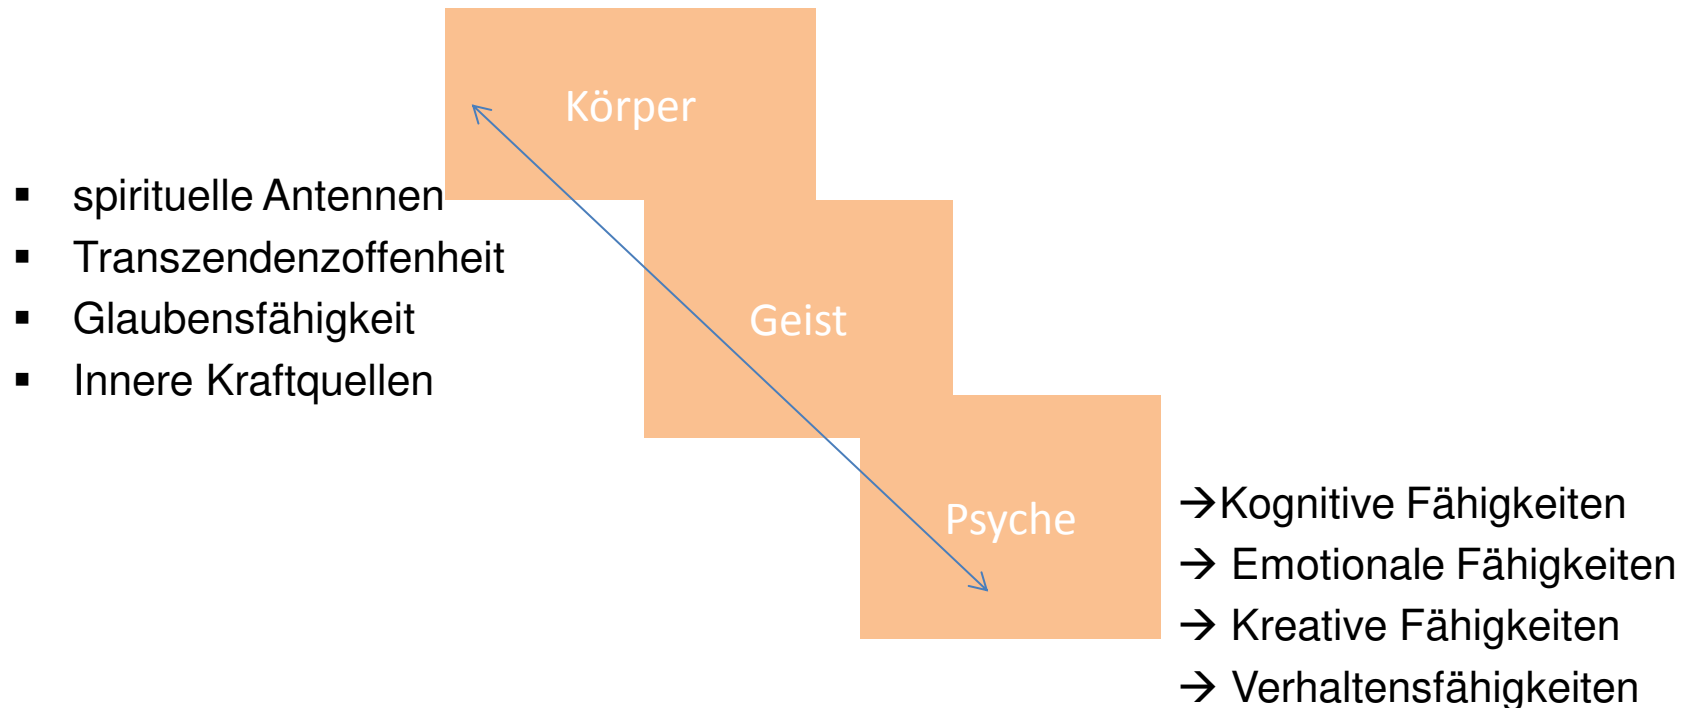 Körper
▪ spirituelle Antennen
▪ Transzendenzoffenheit
▪ Glaubensfähigkeit
▪ Innere Kraftquellen
Geist
Psyche
→Kognitive Fähigkeiten
→ Emotionale Fähigkeiten
→ Kreative Fähigkeiten
→ Verhaltensfähigkeiten